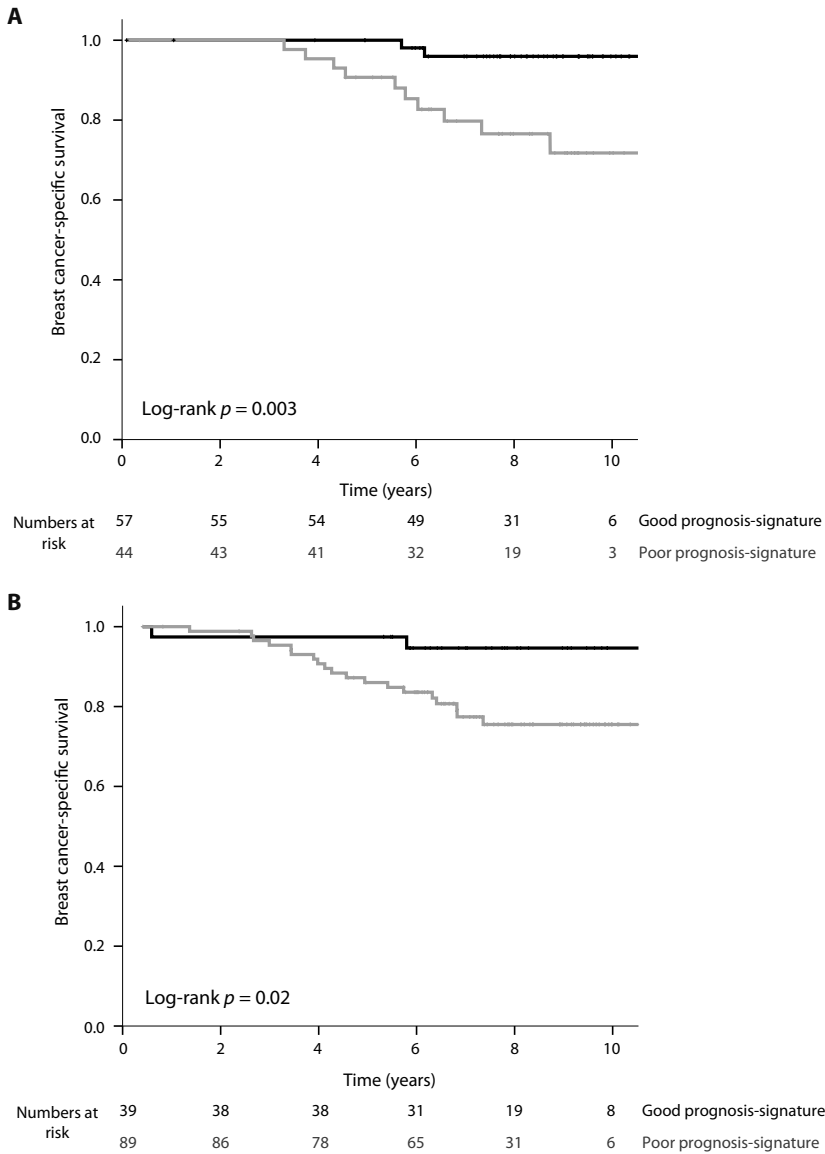 A
1.0
0.8
0.6
0.4
0.2
0.0
Breast cancer-specific survival
Log-rank p = 0.003
0 2 4 6 8 10
Time (years)
Numbers at
risk
57 55 54 49 31 6 Good prognosis-signature
44 43 41 32 19 3 Poor prognosis-signature
B
1.0
0.8
0.6
0.4
0.2
0.0
Breast cancer-specific survival
Log-rank p = 0.02
0 2 4 6 8 10
Time (years)
Numbers at
risk
39 38 38 31 19 8 Good prognosis-signature
89 86 78 65 31 6 Poor prognosis-signature